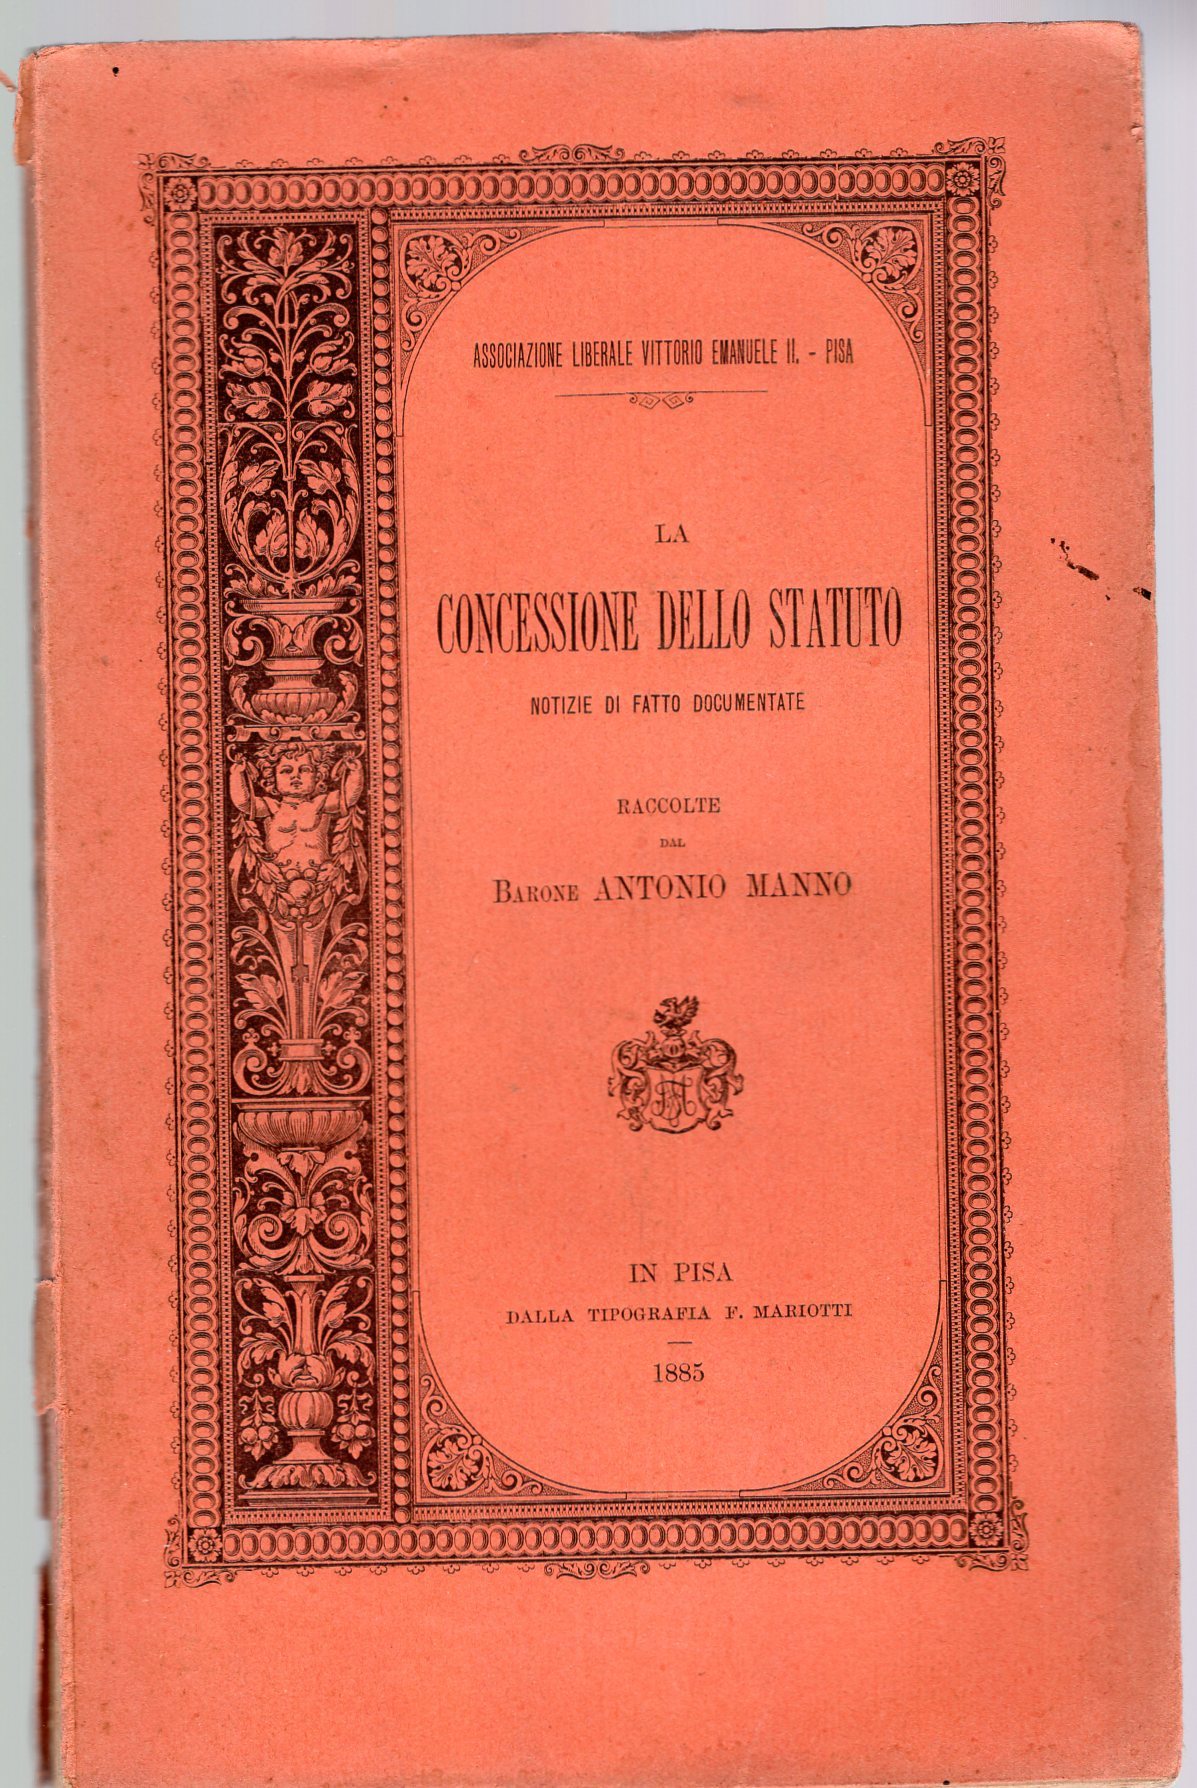 ASSOCIAZIONE LIBERALE VITTORIO EMANUELE II. - PISA
LA
CONCESSIONE DELLO STATUTO
NOTIZIE DI FATTO DOCUMENTATE
RACCOLTE
DAL
BARONE ANTONIO MANNO
IN PISA
DALLA TIPOGRAFIA F. MARIOTTI
1885